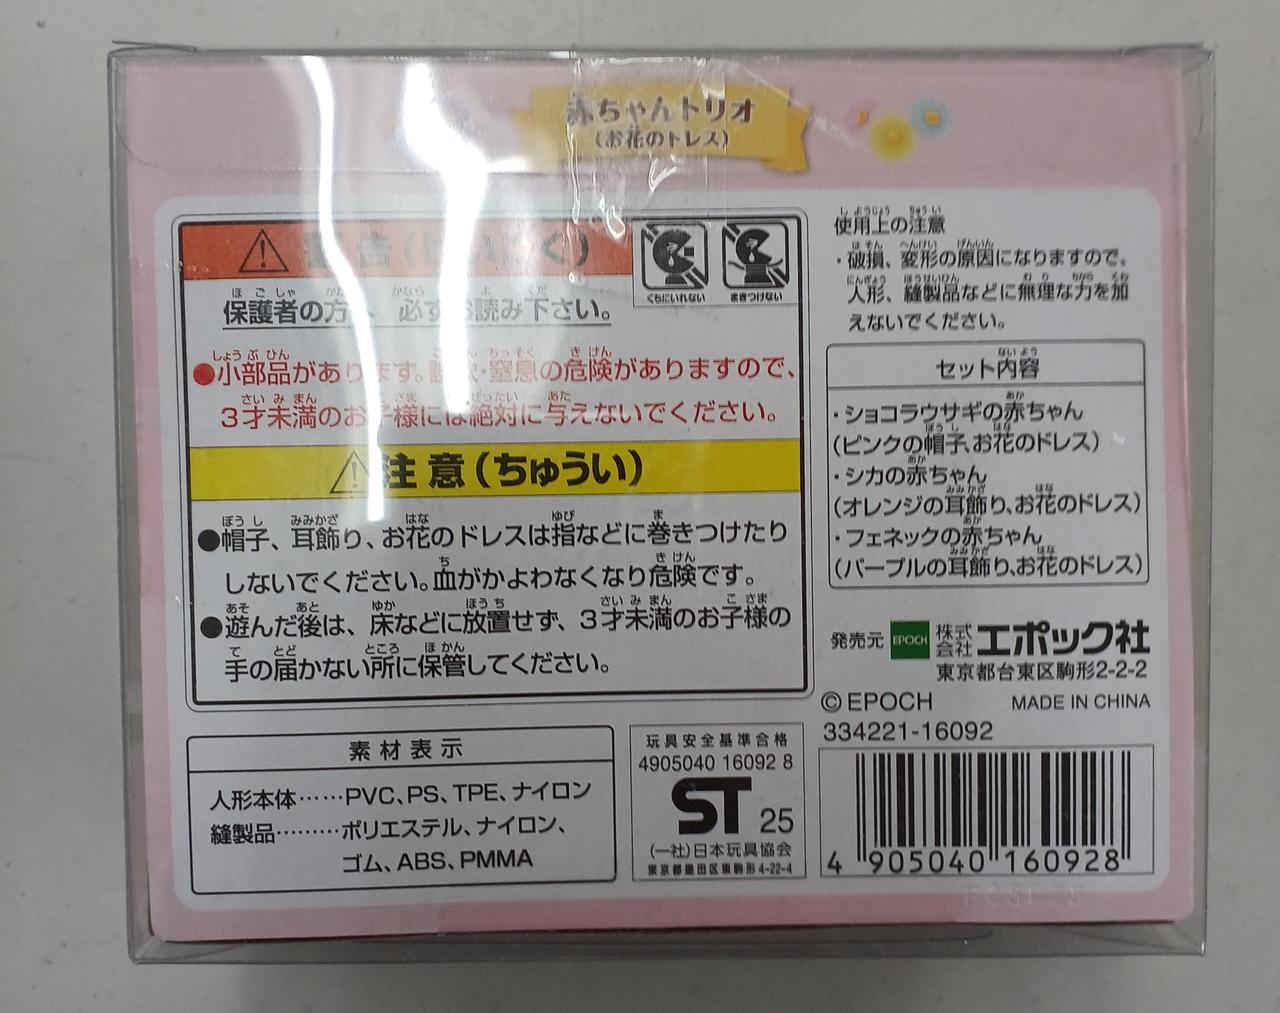 赤ちゃんトリオ
(お花のドレス)
警告(けいこく)
くちにいれない
まきつけない
保護者の方へ 必ずお読み下さい。
●小部品があります。誤飲・窒息の危険がありますので、
3才未満のお子様には絶対に与えないでください。
注意(ちゅうい)
●帽子、耳飾り、お花のドレスは指などに巻きつけたり
しないでください。血がかよわなくなり危険です。
●遊んだ後は、床などに放置せず、3才未満のお子様の
手の届かない所に保管してください。
素材表示
人形本体……PVC、PS、TPE、ナイロン
縫製品………ポリエステル、ナイロン、
ゴム、ABS、PMMA
玩具安全基準合格
4905040 16092 8
ST 25
(一社)日本玩具協会
東京都墨田区東駒形4-22-4
使用上の注意
・破損、変形の原因になりますので、
人形、縫製品などに無理な力を加
えないでください。
セット内容
・ショコラウサギの赤ちゃん
(ピンクの帽子、お花のドレス)
・シカの赤ちゃん
(オレンジの耳飾り、お花のドレス)
・フェネックの赤ちゃん
(パープルの耳飾り、お花のドレス)
発売元 EPOCH 株式会社 エポック社
東京都台東区駒形2-2-2
© EPOCH MADE IN CHINA
334221-16092
4 905040 160928